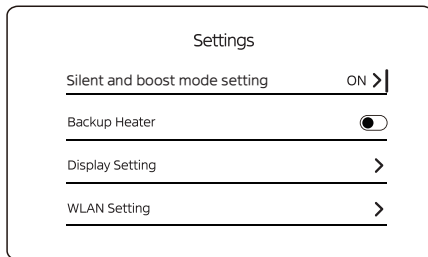 Settings
Silent and boost mode setting ON
Backup Heater
Display Setting
WLAN Setting